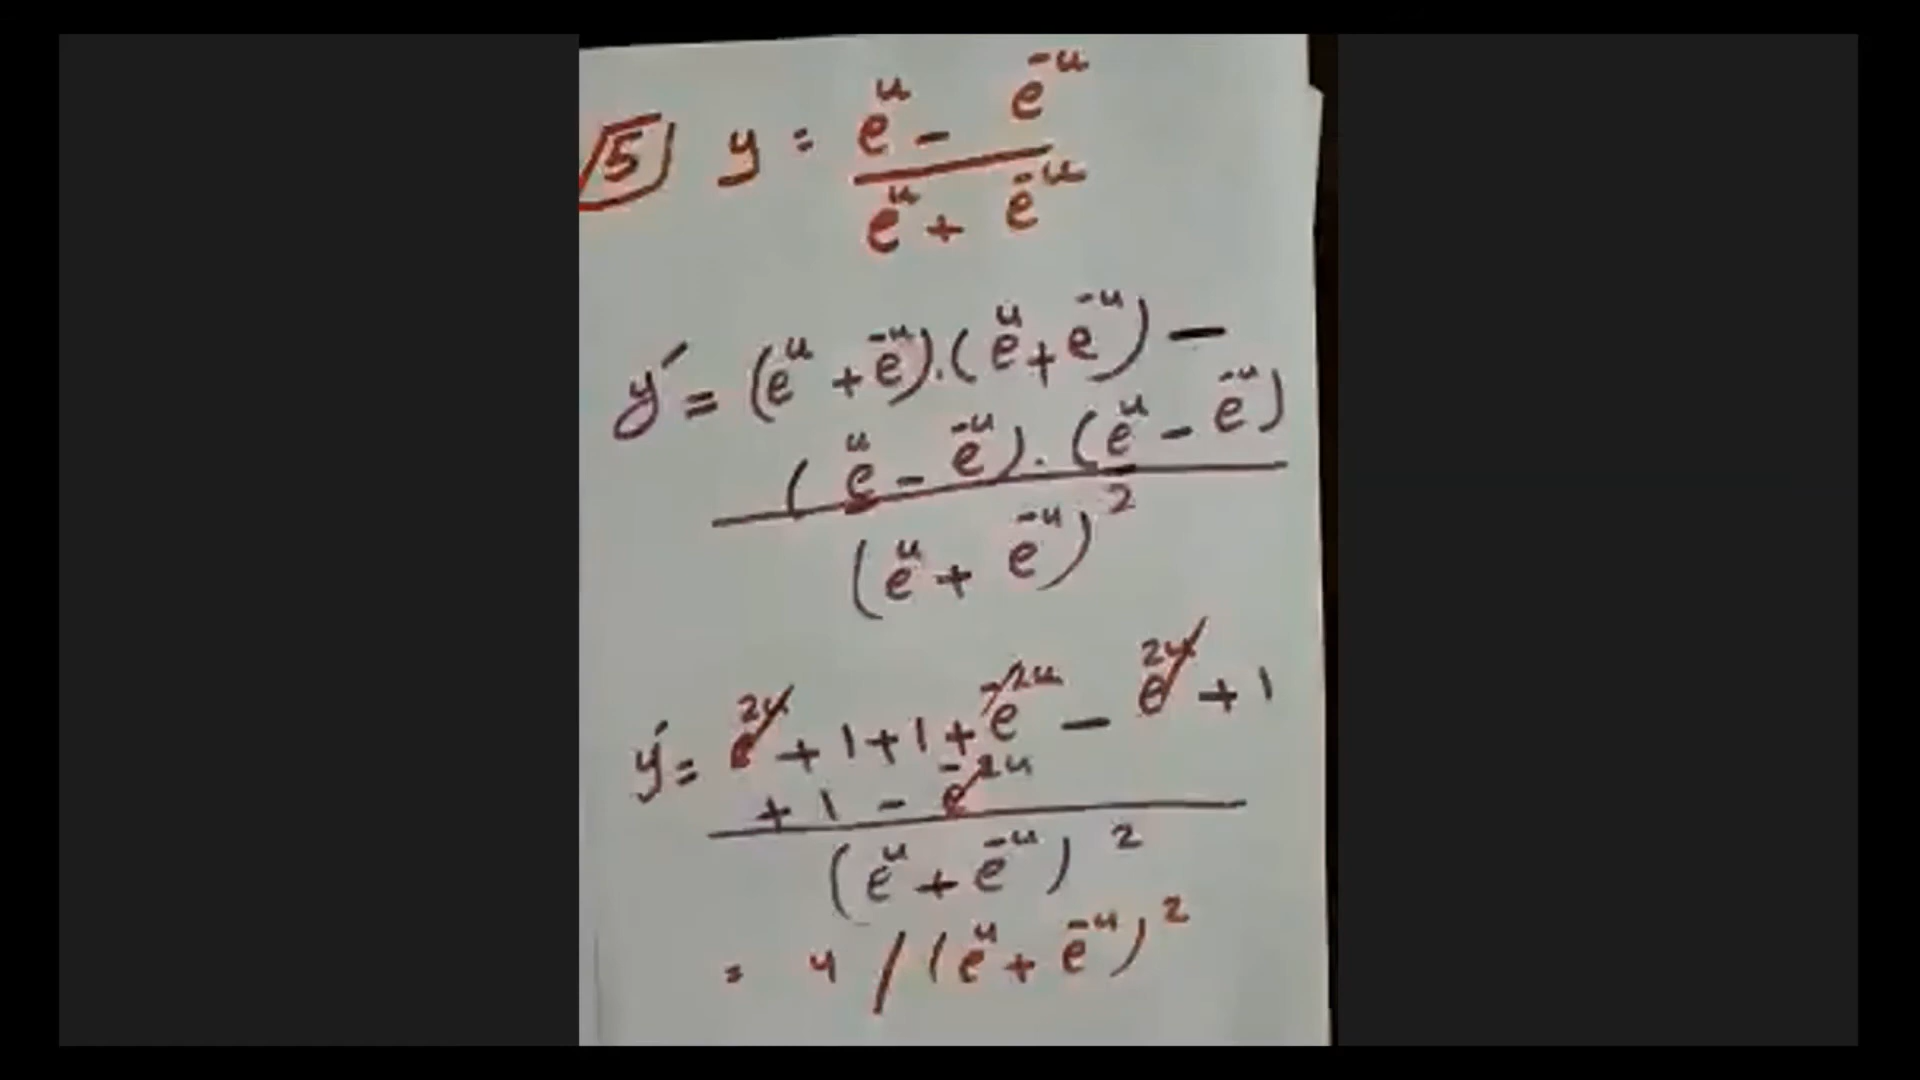 5) y = e^u - e^-u / e^u + e^-u
y' = (e^u + e^-u).(e^u + e^-u) -
(e^u - e^-u).(e^u - e^-u)
(e^u + e^-u)^2
y' = e^2u + 1 + 1 + e^-2u - e^2u + 1
+ 1 - e^-2u
(e^u + e^-u)^2
= 4 / (e^u + e^-u)^2